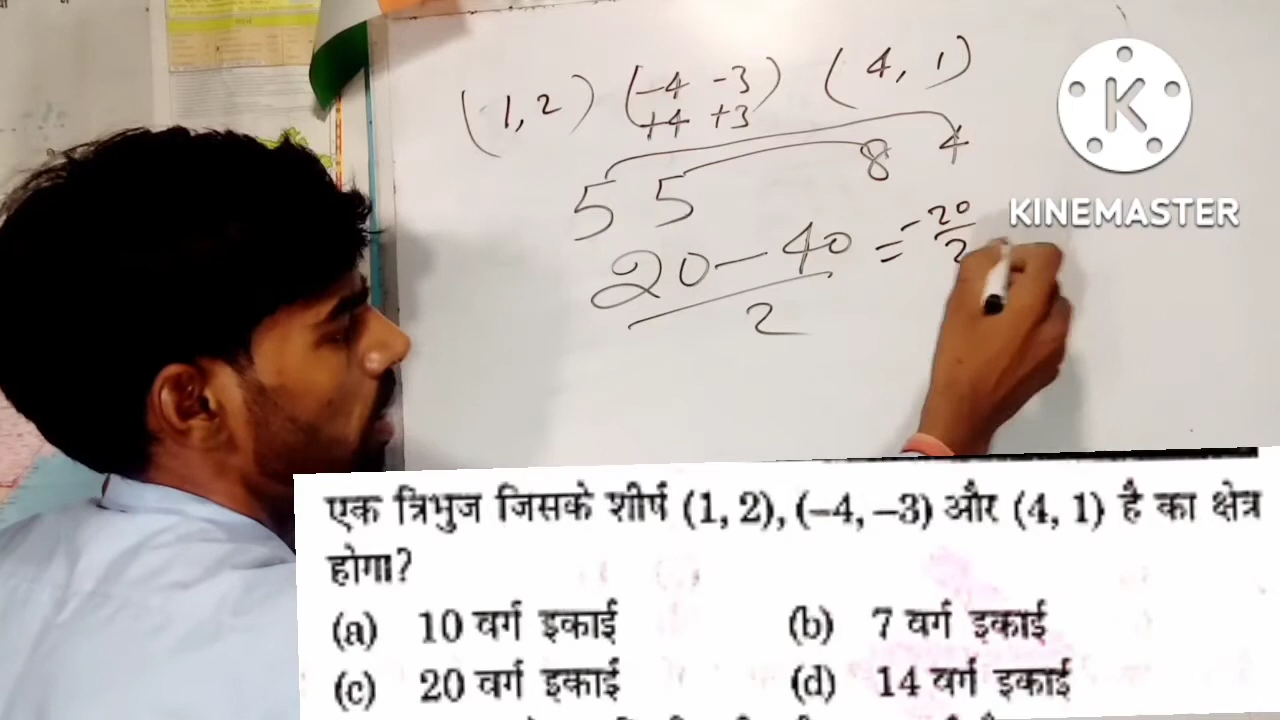 (1, 2) (-4 -3) (4, 1)
+4 +3
5 5 8 4
20 - 40 = -20
2 2
KINEMASTER
एक त्रिभुज जिसके शीर्ष (1, 2), (–4, –3) और (4, 1) है का क्षेत्र
होगा?
(a) 10 वर्ग इकाई (b) 7 वर्ग इकाई
(c) 20 वर्ग इकाई (d) 14 वर्ग इकाई